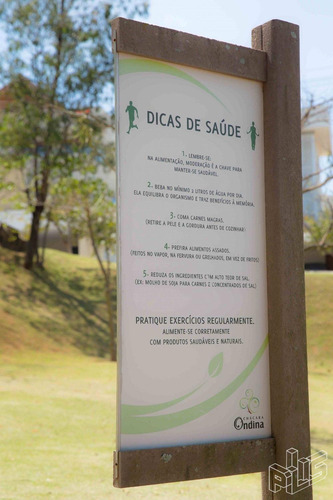 DICAS DE SAÚDE
1. LEMBRE-SE:
NA ALIMENTAÇÃO, MODERAÇÃO É A CHAVE PARA
MANTER-SE SAUDÁVEL.
2. BEBA NO MÍNIMO 2 LITROS DE ÁGUA POR DIA.
ELA EQUILIBRA O ORGANISMO E TRAZ BENEFÍCIOS À MEMÓRIA.
3. COMA CARNES MAGRAS.
(RETIRE A PELE E A GORDURA ANTES DE COZINHAR)
4. PREFIRA ALIMENTOS ASSADOS,
(FEITOS NO VAPOR, NA FERVURA OU GRELHADOS, EM VEZ DE FRITOS)
5. REDUZA OS INGREDIENTES COM ALTO TEOR DE SAL.
(EX: MOLHO DE SOJA PARA CARNES E CONCENTRADOS DE SAL)
PRATIQUE EXERCÍCIOS REGULARMENTE.
ALIMENTE-SE CORRETAMENTE
COM PRODUTOS SAUDÁVEIS E NATURAIS.
CHÁCARA
Ondina